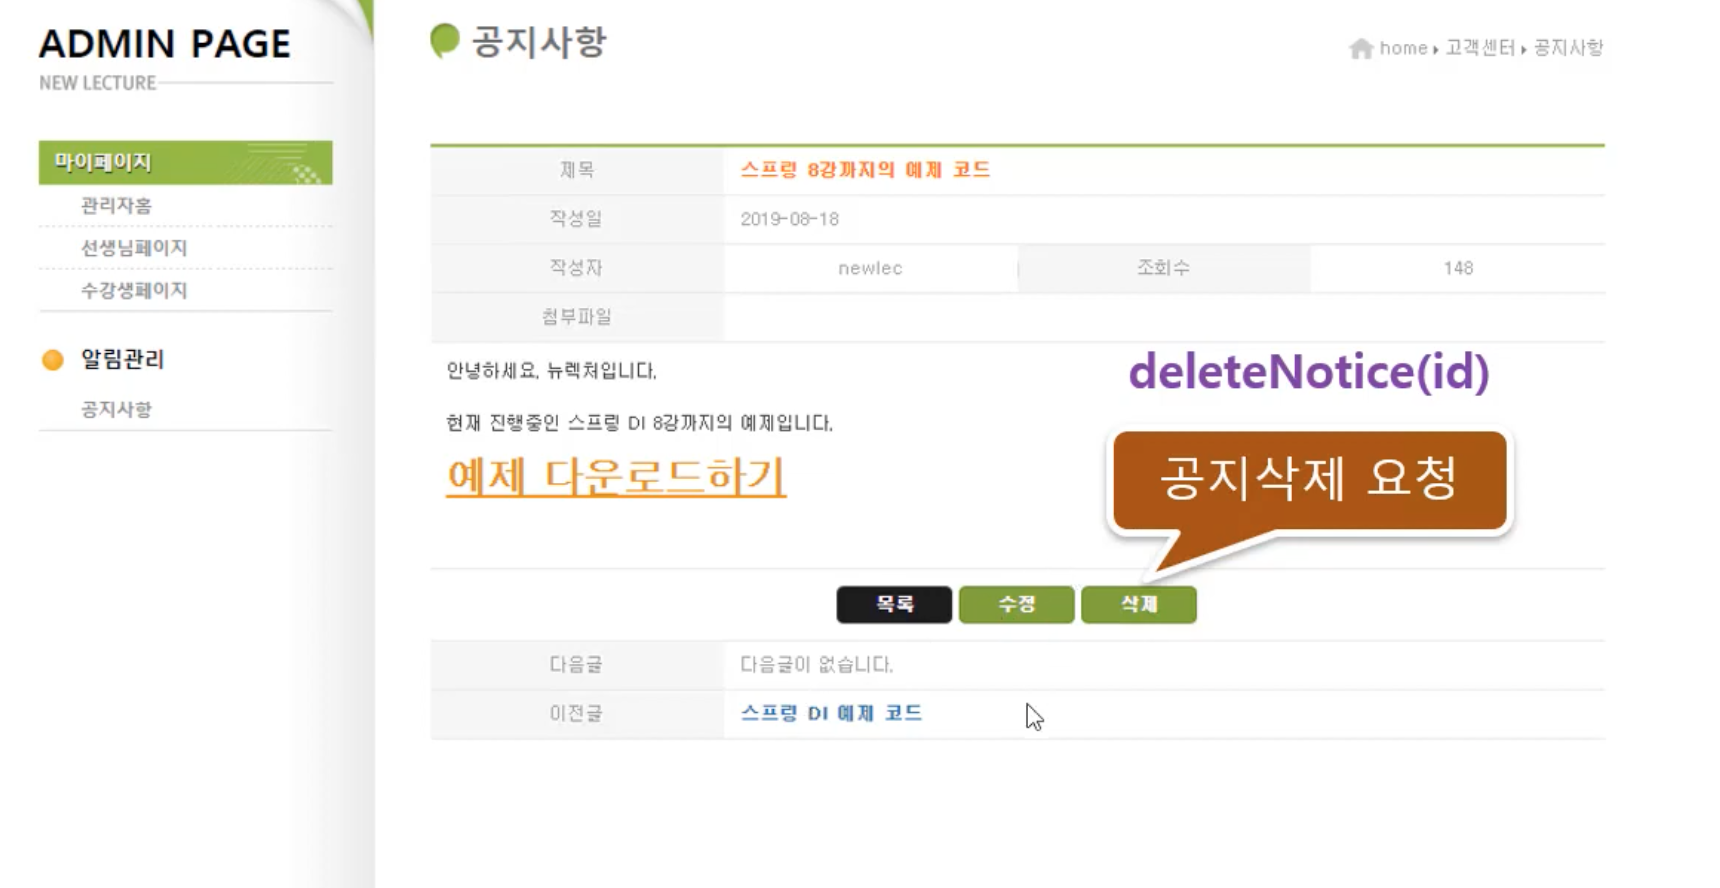 ADMIN PAGE
NEW LECTURE
마이페이지
관리자홈
선생님페이지
수강생페이지
알림관리
공지사항
공지사항
home 고객센터 공지사항
제목 스프링 8강까지의 예제 코드
작성일 2019-08-18
작성자 newlec 조회수 148
첨부파일
안녕하세요. 뉴렉처입니다.
현재 진행중인 스프링 DI 8강까지의 예제입니다.
예제 다운로드하기
deleteNotice(id)
공지삭제 요청
목록 수정 삭제
다음글 다음글이 없습니다.
이전글 스프링 DI 예제 코드